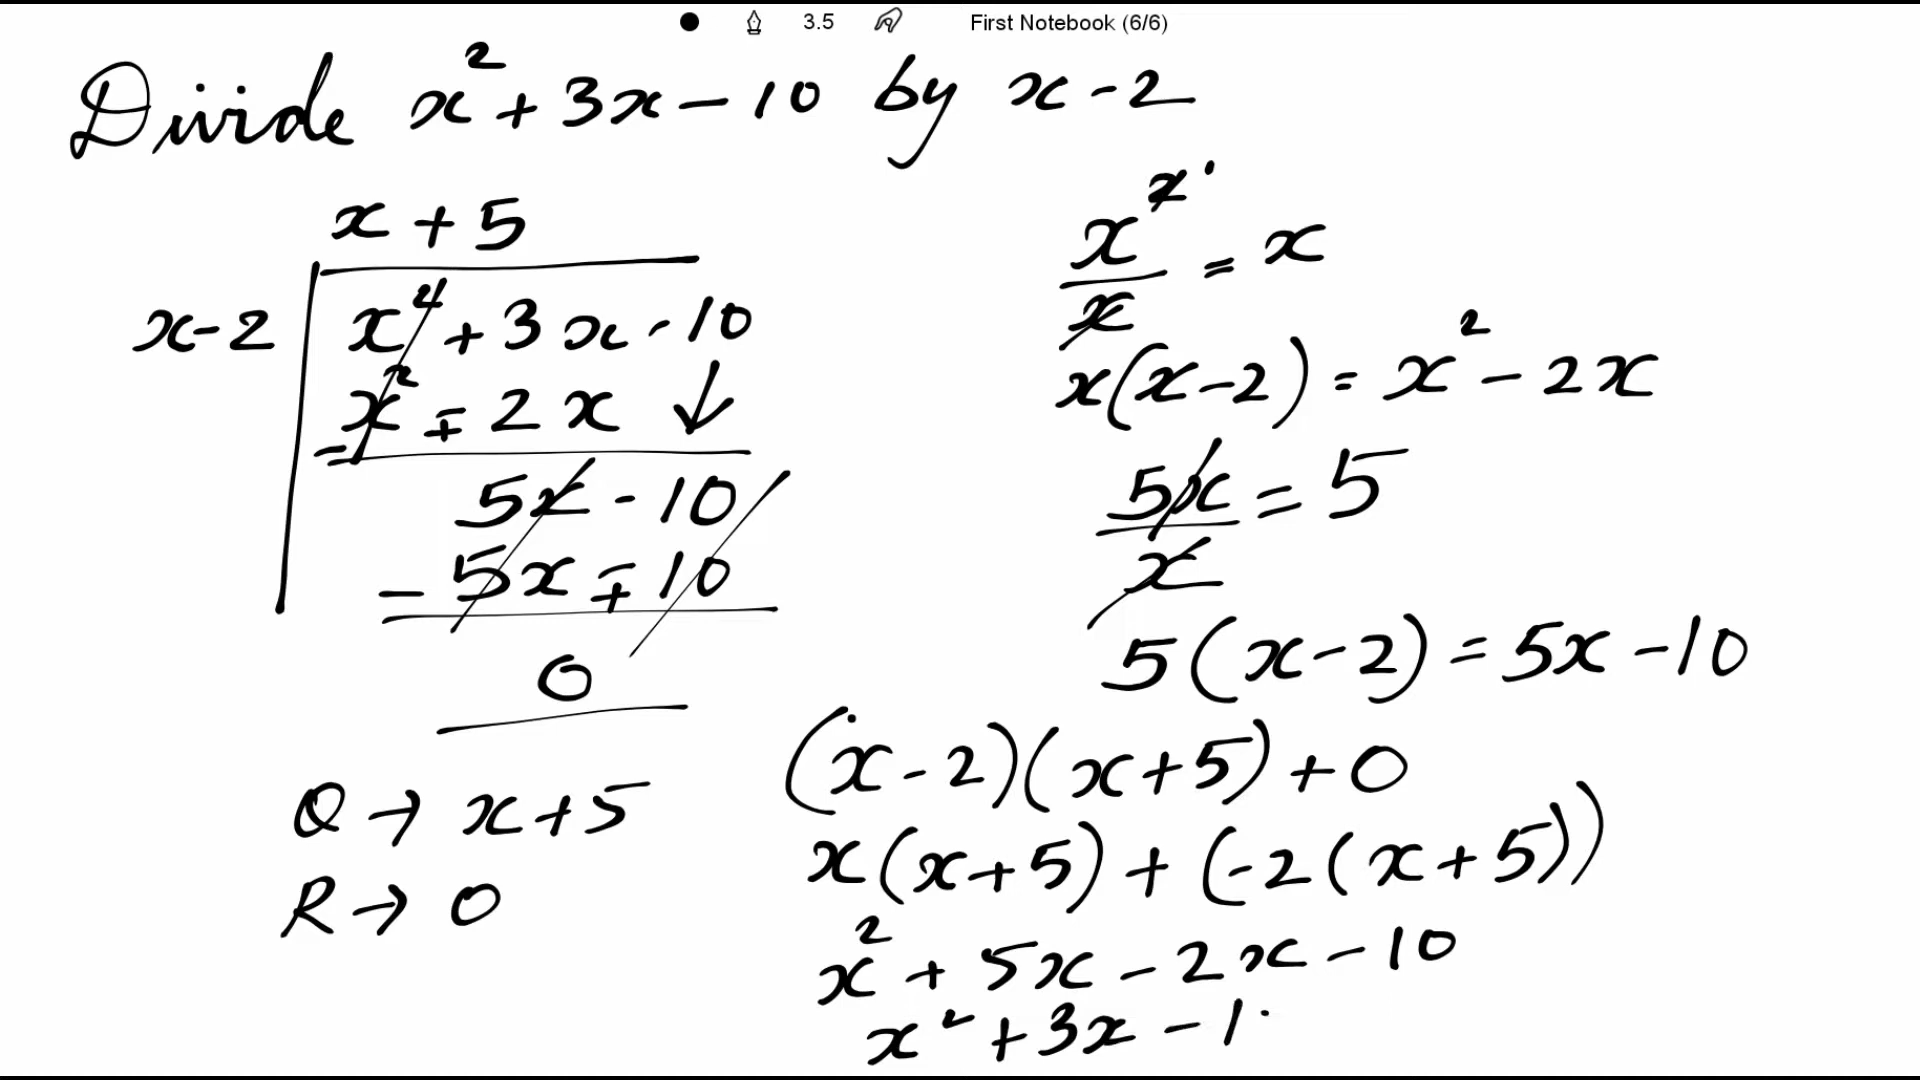 3.5 First Notebook (6/6)
Divide x² + 3x - 10 by x - 2
x + 5
x - 2 | x² + 3x - 10
x² - 2x ↓
- +
5x - 10
- 5x - 10
+
0
Q → x + 5
R → 0
x²/x = x
x(x - 2) = x² - 2x
5x/x = 5
5(x - 2) = 5x - 10
(x - 2)(x + 5) + 0
x(x + 5) + (-2(x + 5))
x² + 5x - 2x - 10
x² + 3x - 1